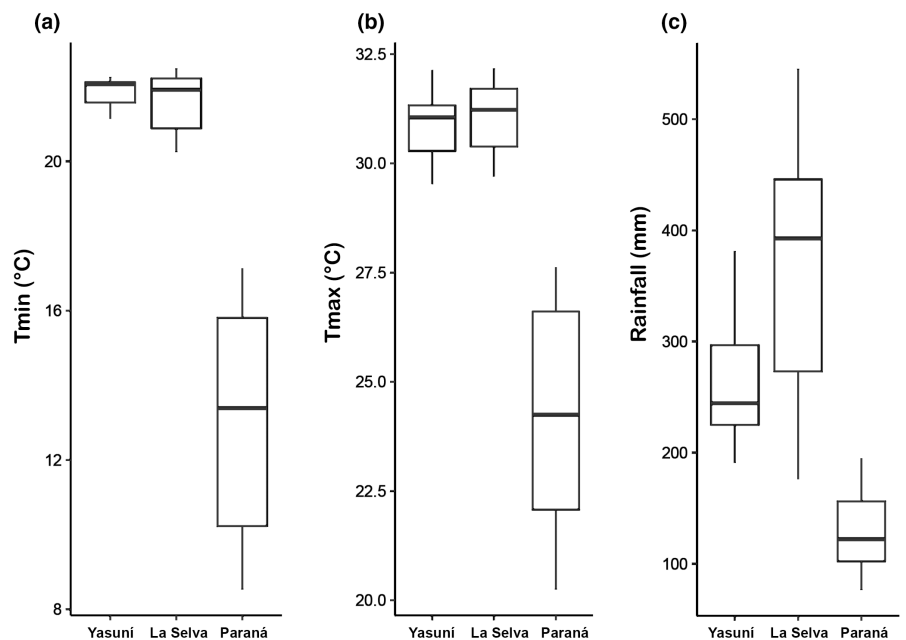 (a)
Tmin (°C)
20
16
12
8
Yasuní La Selva Paraná
(b)
Tmax (°C)
32.5
30.0
27.5
25.0
22.5
20.0
Yasuní La Selva Paraná
(c)
Rainfall (mm)
500
400
300
200
100
Yasuní La Selva Paraná